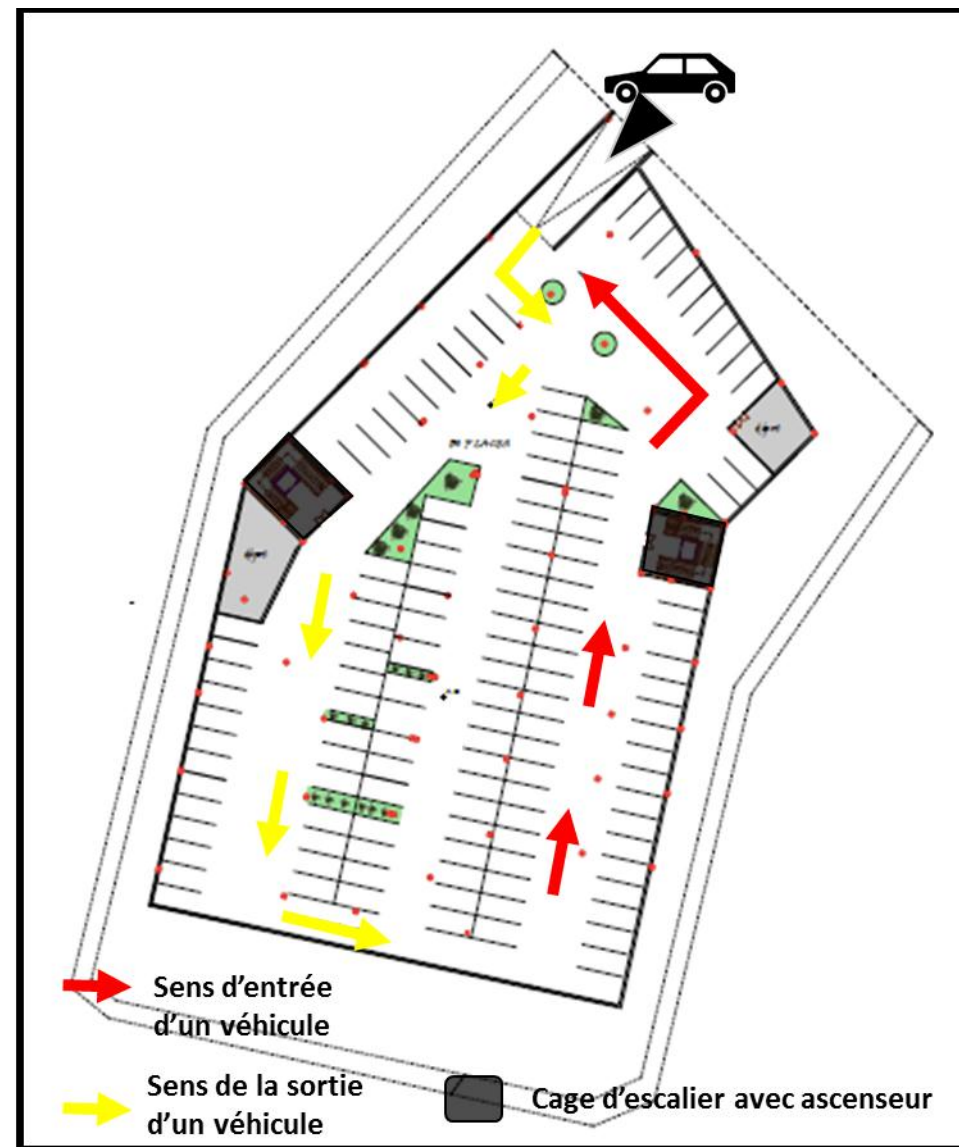 Sens d'entrée
d'un véhicule
Sens de la sortie
d'un véhicule
Cage d'escalier avec ascenseur